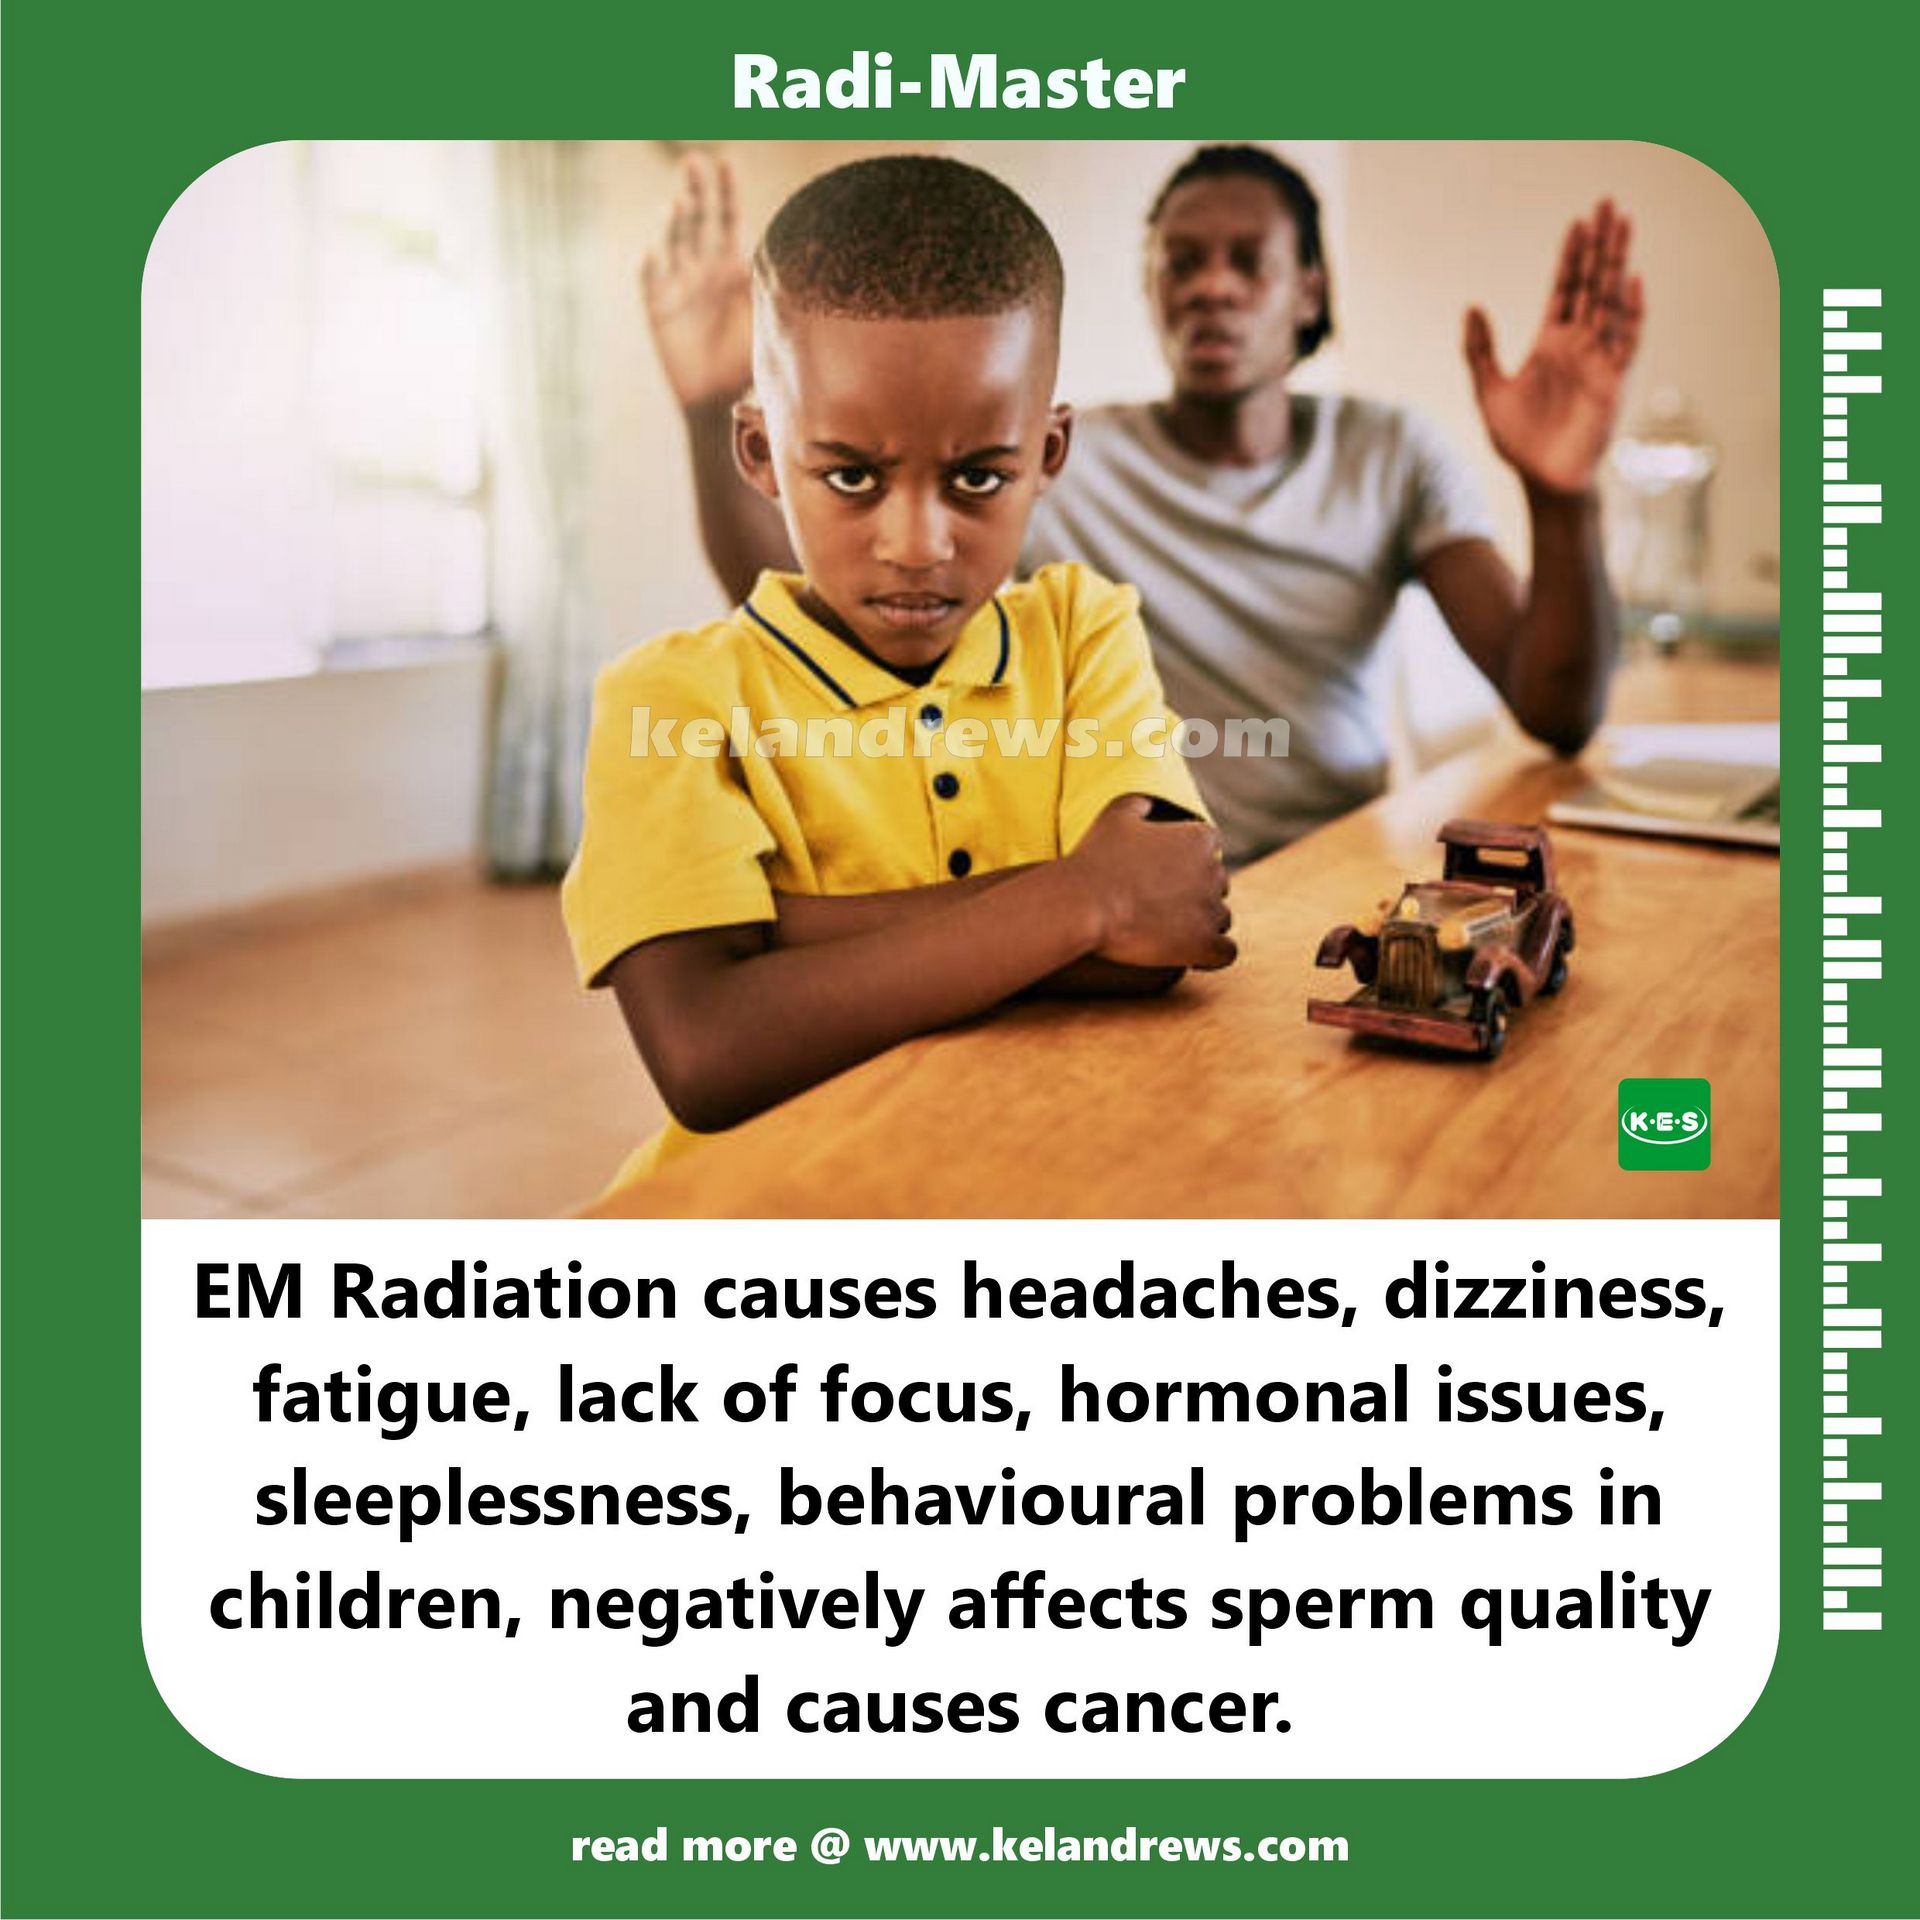 Radi-Master
kelandrews.com
K·E·S
EM Radiation causes headaches, dizziness,
fatigue, lack of focus, hormonal issues,
sleeplessness, behavioural problems in
children, negatively affects sperm quality
and causes cancer.
read more @ www.kelandrews.com